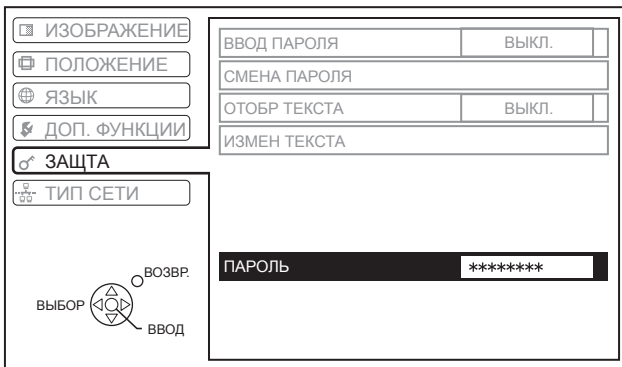 ИЗОБРАЖЕНИЕ
ПОЛОЖЕНИЕ
ЯЗЫК
ДОП. ФУНКЦИИ
ЗАЩТА
ТИП СЕТИ
ВВОД ПАРОЛЯ ВЫКЛ.
СМЕНА ПАРОЛЯ
ОТОБР ТЕКСТА ВЫКЛ.
ИЗМЕН ТЕКСТА
ПАРОЛЬ ********
ВОЗВР.
ВЫБОР
ВВОД